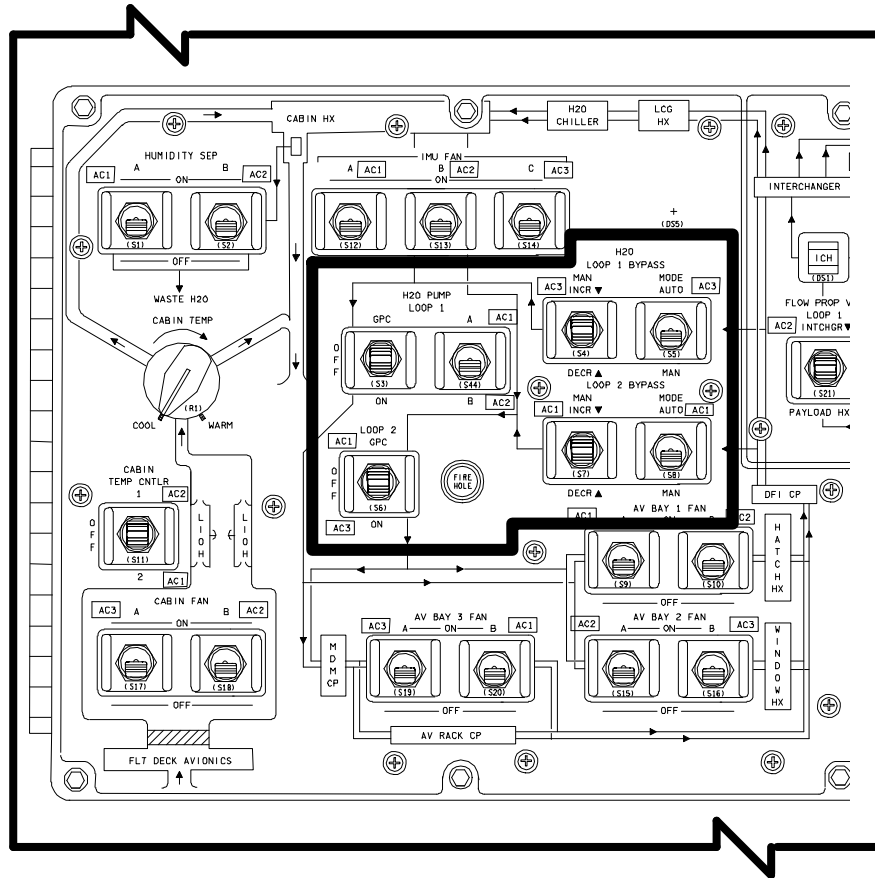 CABIN HX
H2O
CHILLER
LCG
HX
HUMIDITY SEP
AC1
A
B
AC2
ON
(S1)
(S2)
OFF
WASTE H2O
IMU FAN
A
AC1
B
AC2
C
AC3
ON
(S12)
(S13)
(S14)
+
(DS5)
INTERCHANGER
ICH
(DS1)
FLOW PROP V
LOOP 1
INTCHGR▼
AC2
(S21)
PAYLOAD HX
CABIN TEMP
(R1)
COOL
WARM
H2O PUMP
LOOP 1
GPC
A
AC1
OFF
(S3)
(S44)
ON
B
AC2
H2O
LOOP 1 BYPASS
AC3
MAN
INCR▼
MODE
AUTO
AC3
(S4)
(S5)
DECR▲
MAN
LOOP 2 BYPASS
AC1
MAN
INCR▼
MODE
AUTO
AC1
(S7)
(S8)
DECR▲
MAN
LOOP 2
AC1
GPC
OFF
(S6)
AC3
ON
FIRE
HOLE
CABIN
TEMP CNTLR
1
AC2
OFF
(S11)
2
AC1
LIOH
LIOH
CABIN FAN
AC3
A
B
AC2
ON
(S17)
(S18)
OFF
FLT DECK AVIONICS
DFI CP
AV BAY 1 FAN
AC1
A
ON
B
AC2
(S9)
(S10)
OFF
HATCH
HX
AV BAY 3 FAN
AC3
A
ON
B
AC1
(S19)
(S20)
OFF
MDM
CP
AV BAY 2 FAN
AC2
A
ON
B
AC3
(S15)
(S16)
OFF
WINDOW
HX
AV RACK CP